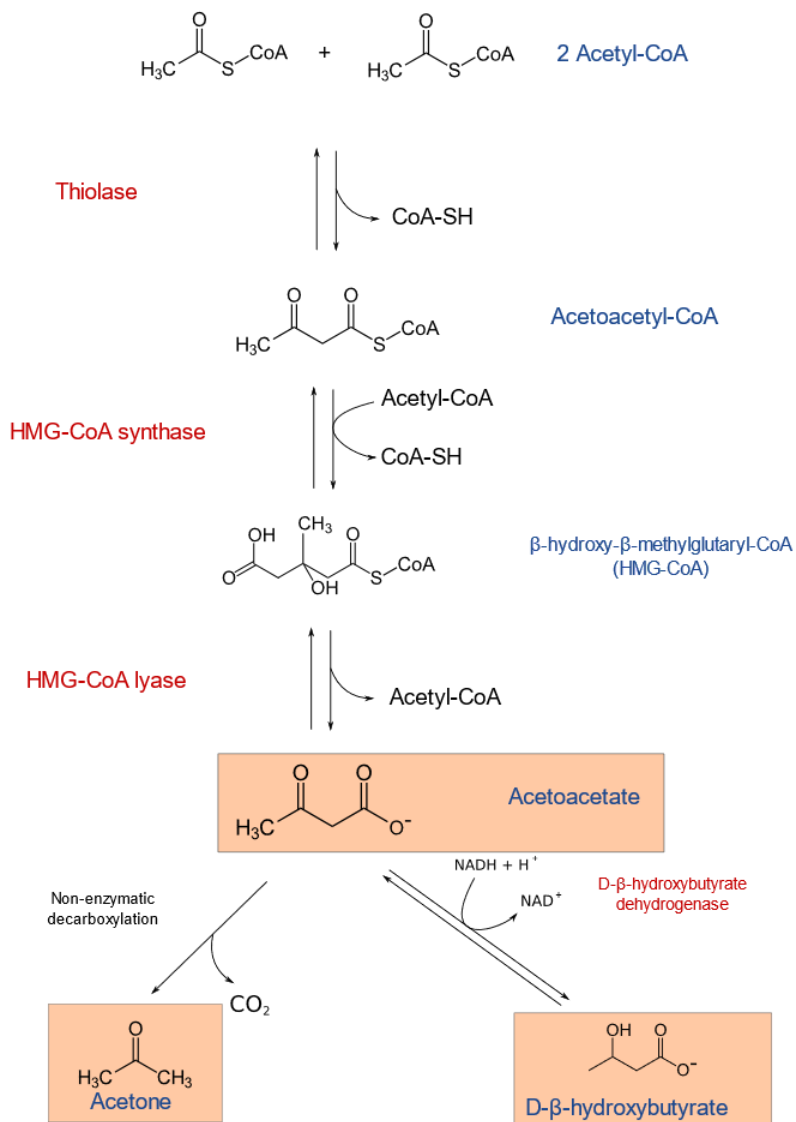 O O
H₃C S CoA + H₃C S CoA 2 Acetyl-CoA
Thiolase
CoA-SH
O O
H₃C S CoA
Acetoacetyl-CoA
Acetyl-CoA
HMG-CoA synthase
CoA-SH
OH CH₃ O
O OH S CoA
β-hydroxy-β-methylglutaryl-CoA
(HMG-CoA)
HMG-CoA lyase
Acetyl-CoA
O O
H₃C O⁻
Acetoacetate
NADH + H⁺
NAD⁺
D-β-hydroxybutyrate
dehydrogenase
Non-enzymatic
decarboxylation
CO₂
O
H₃C CH₃
Acetone
OH O
O⁻
D-β-hydroxybutyrate